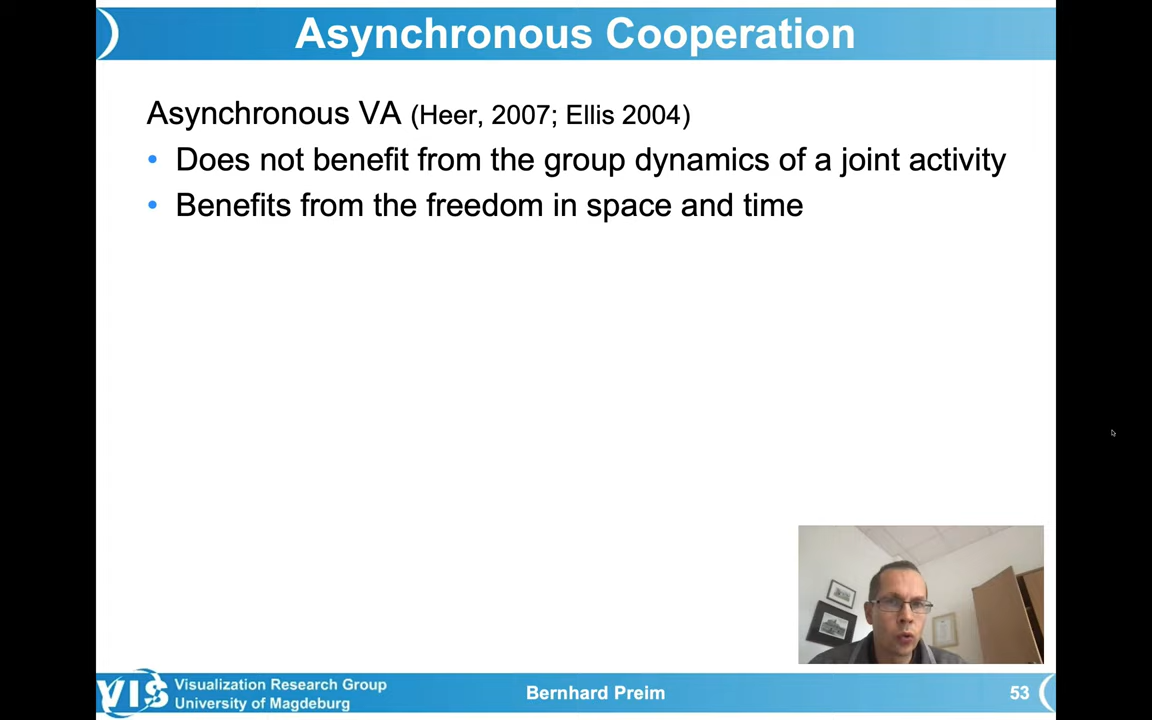 Asynchronous Cooperation
Asynchronous VA (Heer, 2007; Ellis 2004)
• Does not benefit from the group dynamics of a joint activity
• Benefits from the freedom in space and time
VIS Visualization Research Group
University of Magdeburg
Bernhard Preim
53